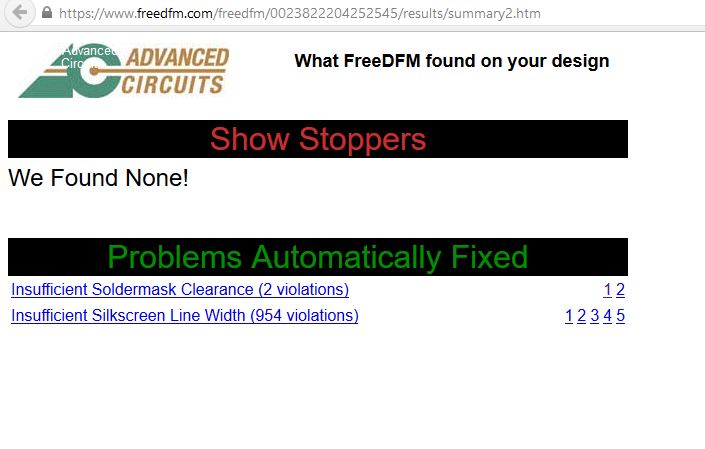 https://www.freedfm.com/freedfm/0023822204252545/results/summary2.htm
Advanced
Circuits
ADVANCED
CIRCUITS
What FreeDFM found on your design
Show Stoppers
We Found None!
Problems Automatically Fixed
Insufficient Soldermask Clearance (2 violations) 1 2
Insufficient Silkscreen Line Width (954 violations) 1 2 3 4 5